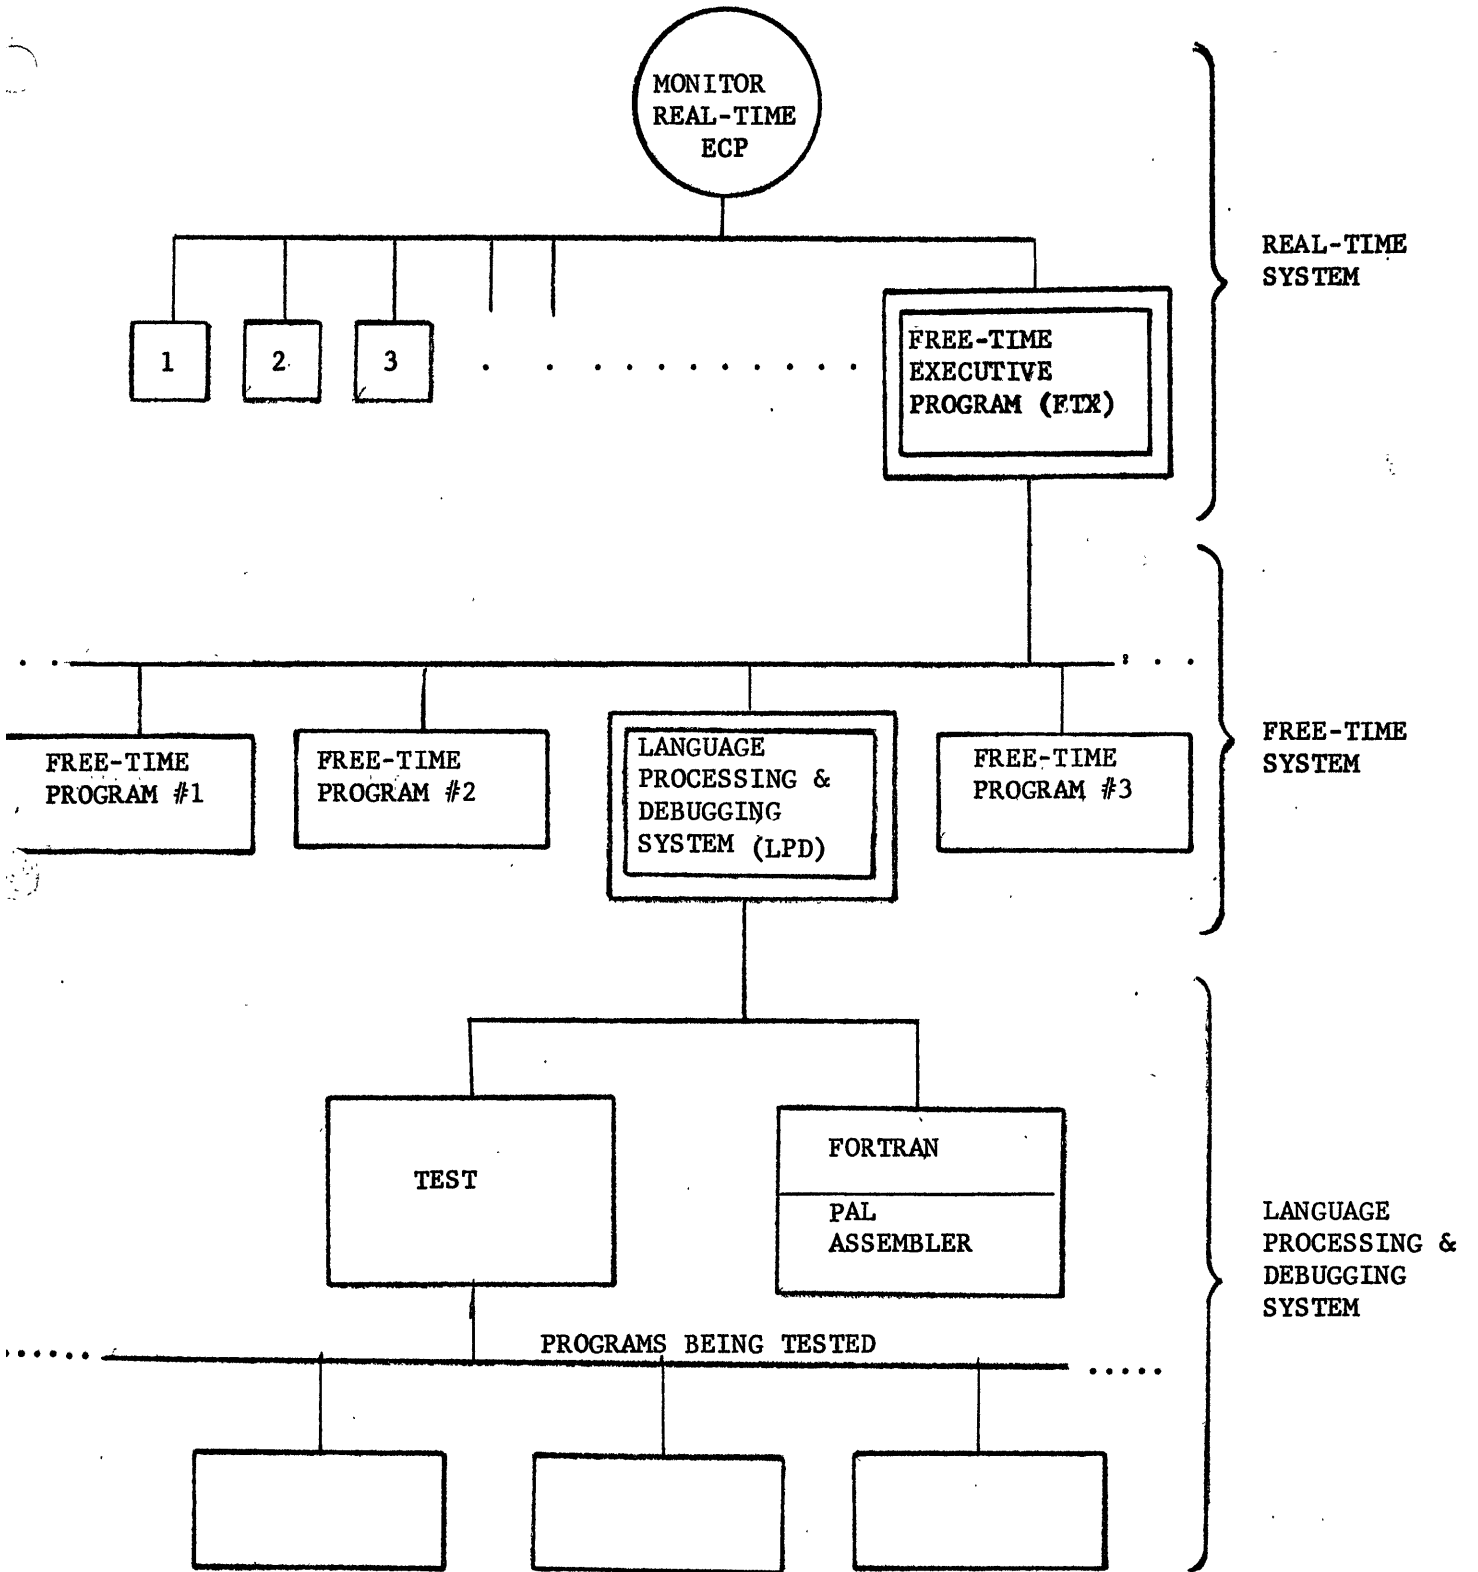 MONITOR
REAL-TIME
ECP
REAL-TIME
SYSTEM
1
2
3
FREE-TIME
EXECUTIVE
PROGRAM (FTX)
FREE-TIME
PROGRAM #1
FREE-TIME
PROGRAM #2
LANGUAGE
PROCESSING &
DEBUGGING
SYSTEM (LPD)
FREE-TIME
PROGRAM #3
FREE-TIME
SYSTEM
TEST
FORTRAN
PAL
ASSEMBLER
LANGUAGE
PROCESSING &
DEBUGGING
SYSTEM
PROGRAMS BEING TESTED